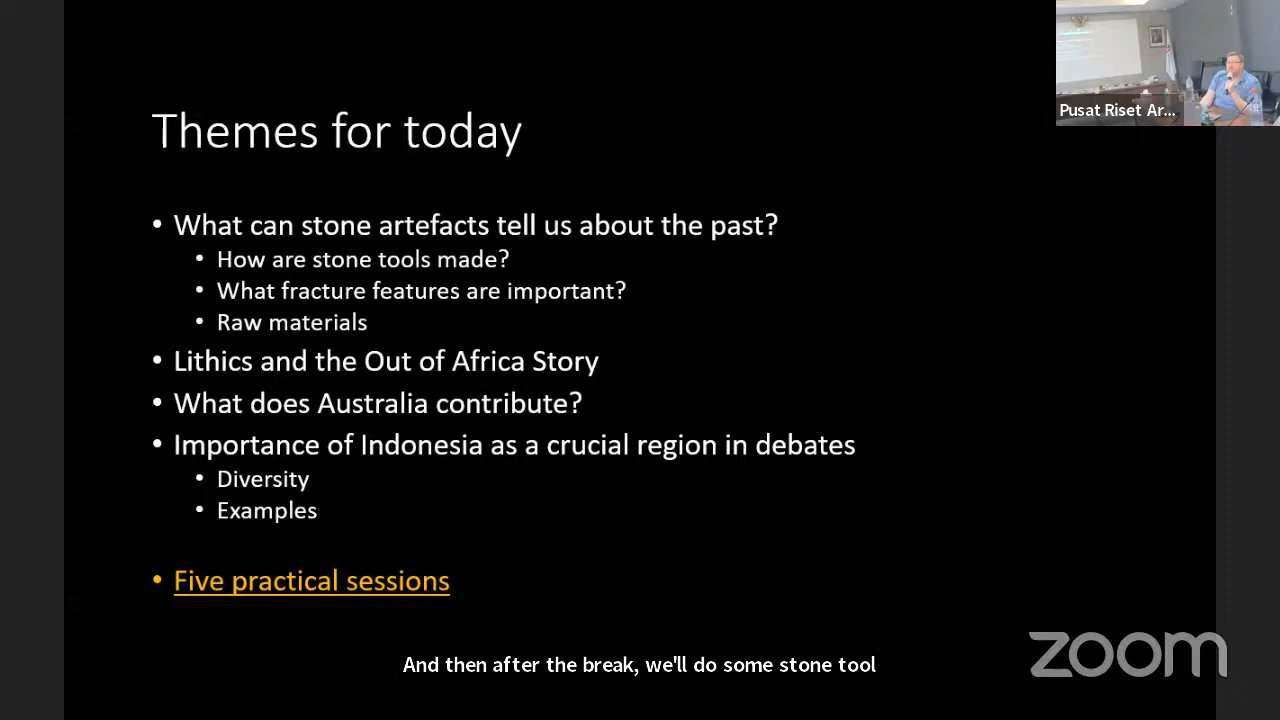 Pusat Riset Ar...
Themes for today
• What can stone artefacts tell us about the past?
• How are stone tools made?
• What fracture features are important?
• Raw materials
• Lithics and the Out of Africa Story
• What does Australia contribute?
• Importance of Indonesia as a crucial region in debates
• Diversity
• Examples
• Five practical sessions
And then after the break, we'll do some stone tool
zoom